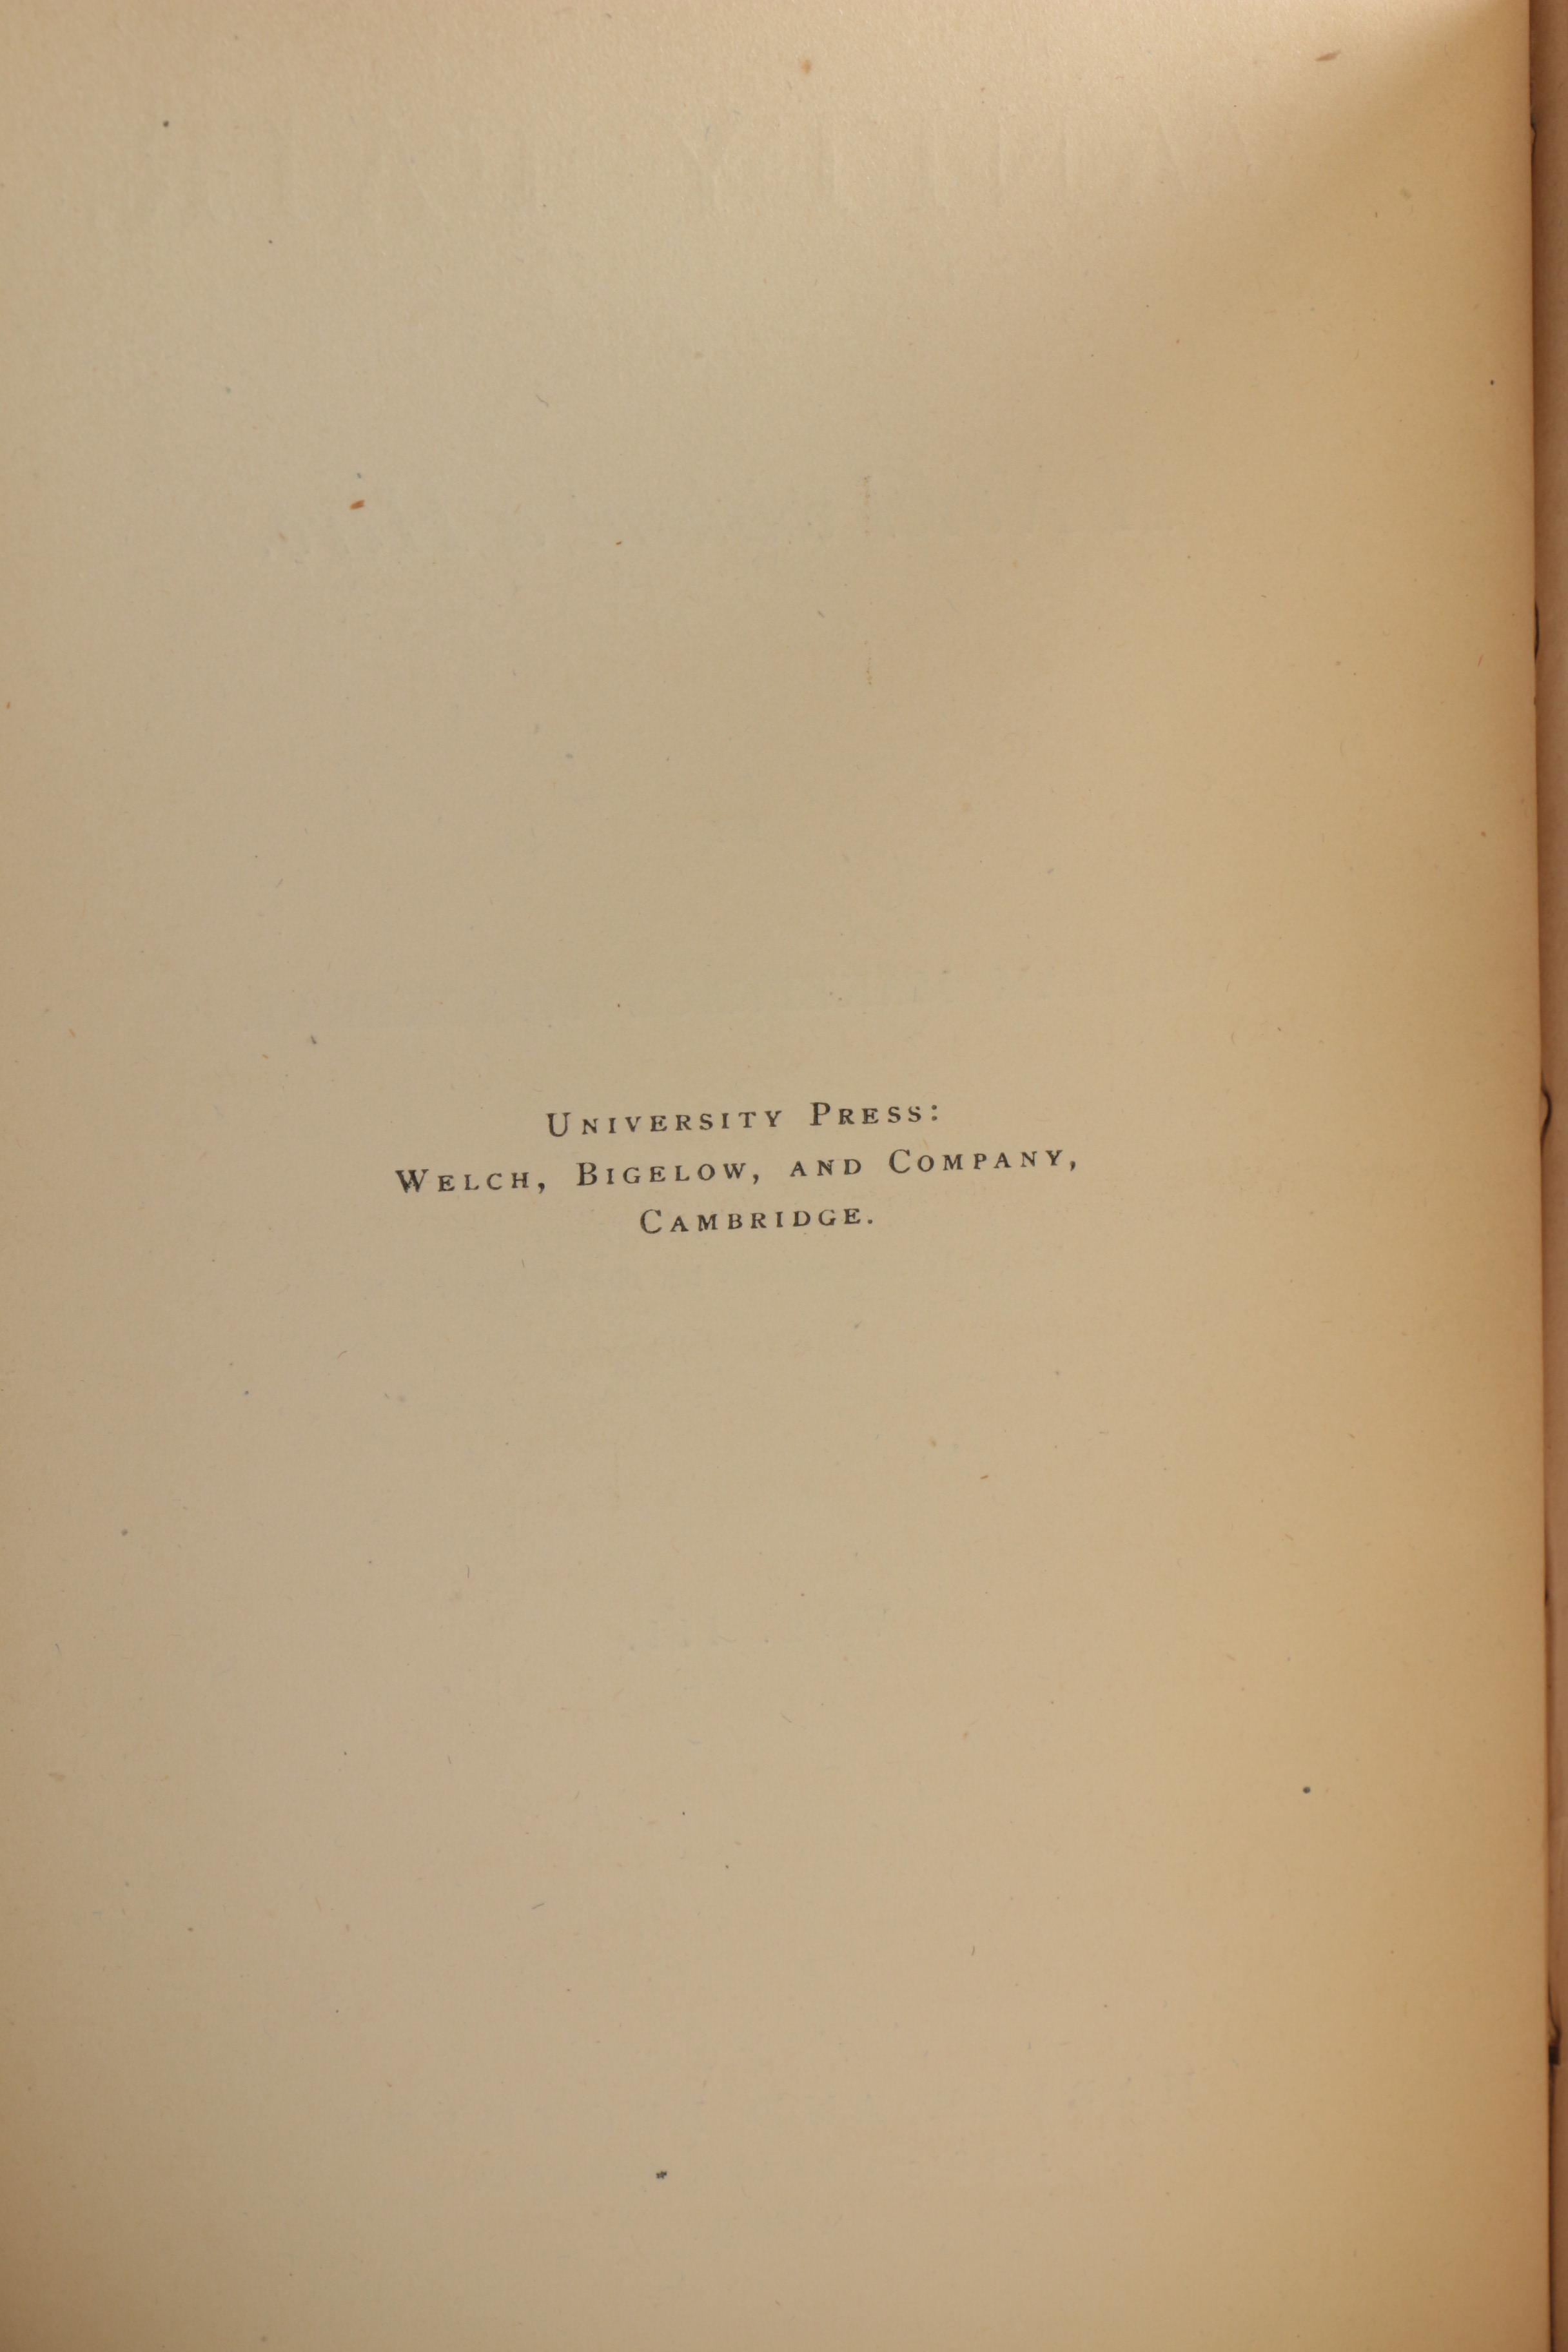 University Press:
Welch, Bigelow, and Company,
Cambridge.